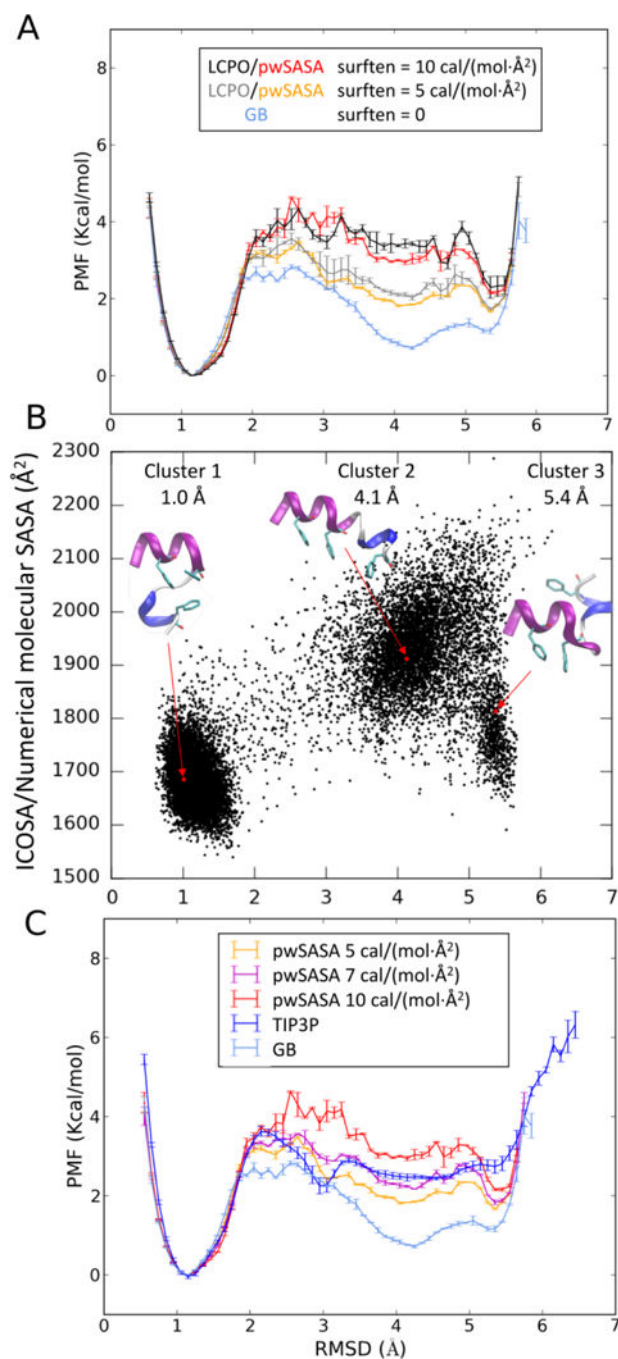 A
LCPO/pwSASA surften = 10 cal/(mol·Å²)
LCPO/pwSASA surften = 5 cal/(mol·Å²)
GB surften = 0
8
6
4
2
0
PMF (Kcal/mol)
0 1 2 3 4 5 6 7
B
2300
2200
2100
2000
1900
1800
1700
1600
1500
ICOSA/Numerical molecular SASA (Å²)
Cluster 1 Cluster 2 Cluster 3
1.0 Å 4.1 Å 5.4 Å
0 1 2 3 4 5 6 7
C
pwSASA 5 cal/(mol·Å²)
pwSASA 7 cal/(mol·Å²)
pwSASA 10 cal/(mol·Å²)
TIP3P
GB
8
6
4
2
0
PMF (Kcal/mol)
0 1 2 3 4 5 6 7
RMSD (Å)